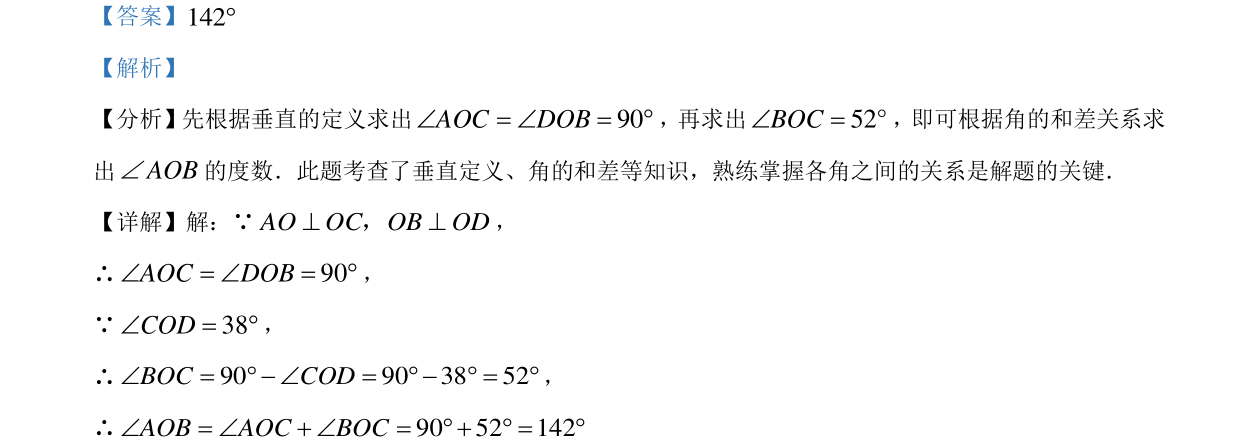 【答案】142°
【解析】
【分析】先根据垂直的定义求出∠AOC=∠DOB=90°，再求出∠BOC=52°，即可根据角的和差关系求
出∠AOB的度数．此题考查了垂直定义、角的和差等知识，熟练掌握各角之间的关系是解题的关键．
【详解】解：∵AO⊥OC，OB⊥OD，
∴∠AOC=∠DOB=90°，
∵∠COD=38°，
∴∠BOC=90°−∠COD=90°−38°=52°，
∴∠AOB=∠AOC+∠BOC=90°+52°=142°